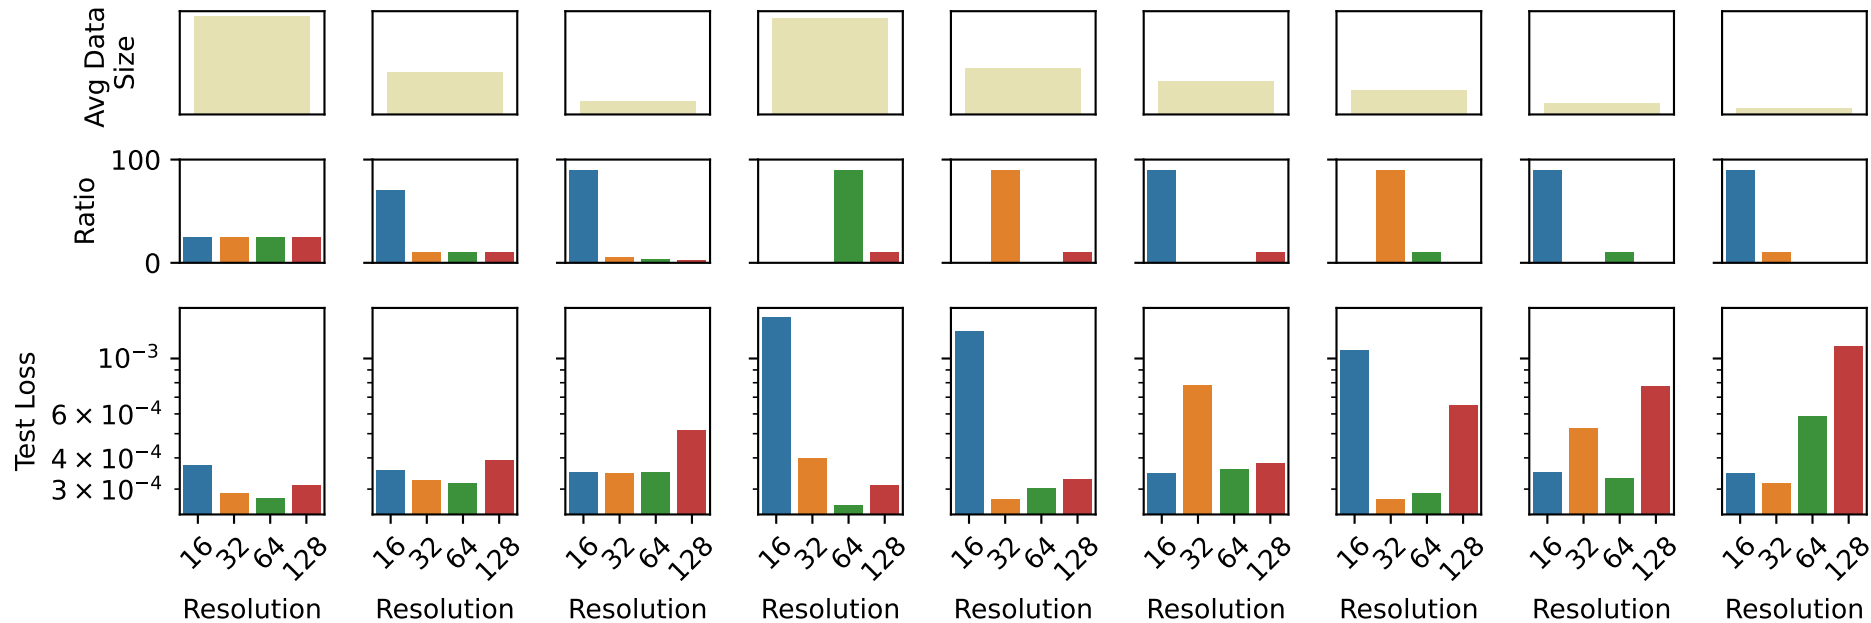 Avg Data
Size
Ratio
100
0
Test Loss
10⁻³
6 × 10⁻⁴
4 × 10⁻⁴
3 × 10⁻⁴
16 32 64 128 16 32 64 128 16 32 64 128 16 32 64 128 16 32 64 128 16 32 64 128 16 32 64 128 16 32 64 128 16 32 64 128
Resolution Resolution Resolution Resolution Resolution Resolution Resolution Resolution Resolution